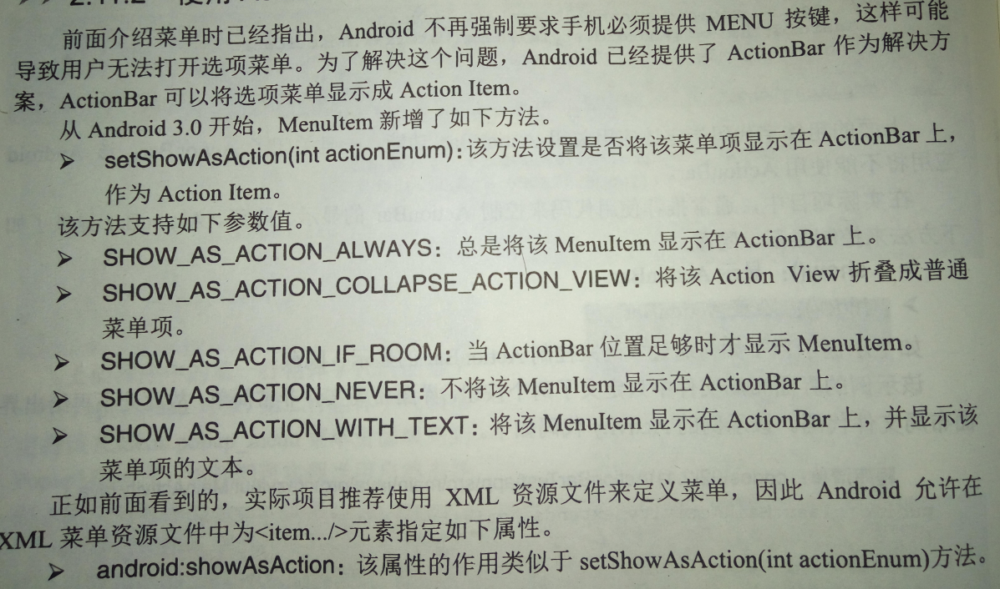 2.11.2 使用
前面介绍菜单时已经指出，Android 不再强制要求手机必须提供 MENU 按键，这样可能
导致用户无法打开选项菜单。为了解决这个问题，Android 已经提供了 ActionBar 作为解决方
案，ActionBar 可以将选项菜单显示成 Action Item。
从 Android 3.0 开始，MenuItem 新增了如下方法。
➢ setShowAsAction(int actionEnum)：该方法设置是否将该菜单项显示在 ActionBar 上，
作为 Action Item。
该方法支持如下参数值。
➢ SHOW_AS_ACTION_ALWAYS：总是将该 MenuItem 显示在 ActionBar 上。
➢ SHOW_AS_ACTION_COLLAPSE_ACTION_VIEW：将该 Action View 折叠成普通
菜单项。
➢ SHOW_AS_ACTION_IF_ROOM：当 ActionBar 位置足够时才显示 MenuItem。
➢ SHOW_AS_ACTION_NEVER：不将该 MenuItem 显示在 ActionBar 上。
➢ SHOW_AS_ACTION_WITH_TEXT：将该 MenuItem 显示在 ActionBar 上，并显示该
菜单项的文本。
正如前面看到的，实际项目推荐使用 XML 资源文件来定义菜单，因此 Android 允许在
XML 菜单资源文件中为<item.../>元素指定如下属性。
➢ android:showAsAction：该属性的作用类似于 setShowAsAction(int actionEnum)方法。